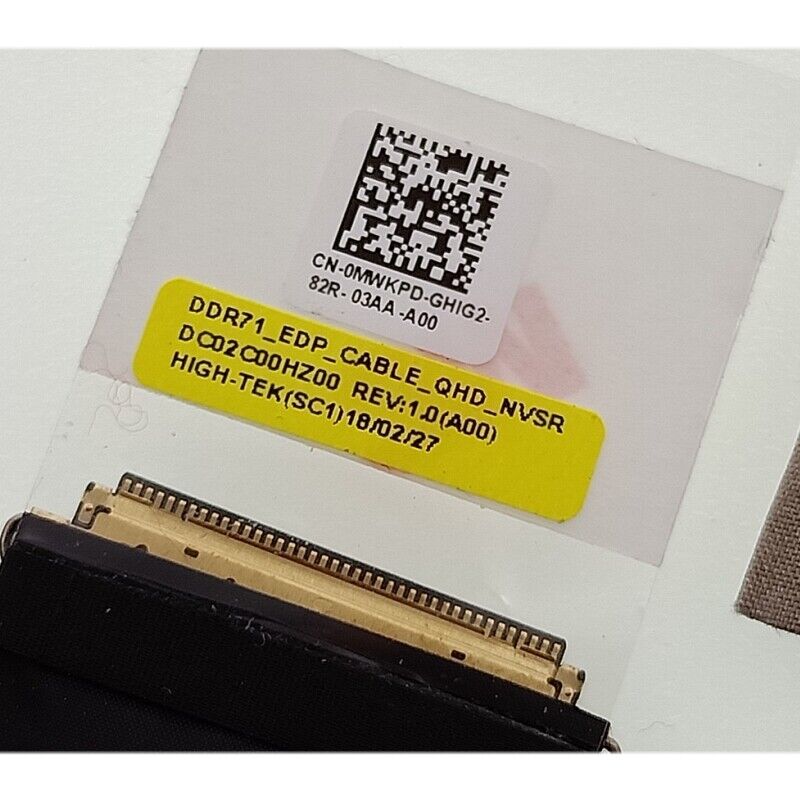 CN-0MWKPD-GHIG2-
82R- 03AA -A00
DDR71_EDP_CABLE_QHD_NVSR
DC02C00HZ00 REV:1.0(A00)
HIGH-TEK(SC1)18/02/27